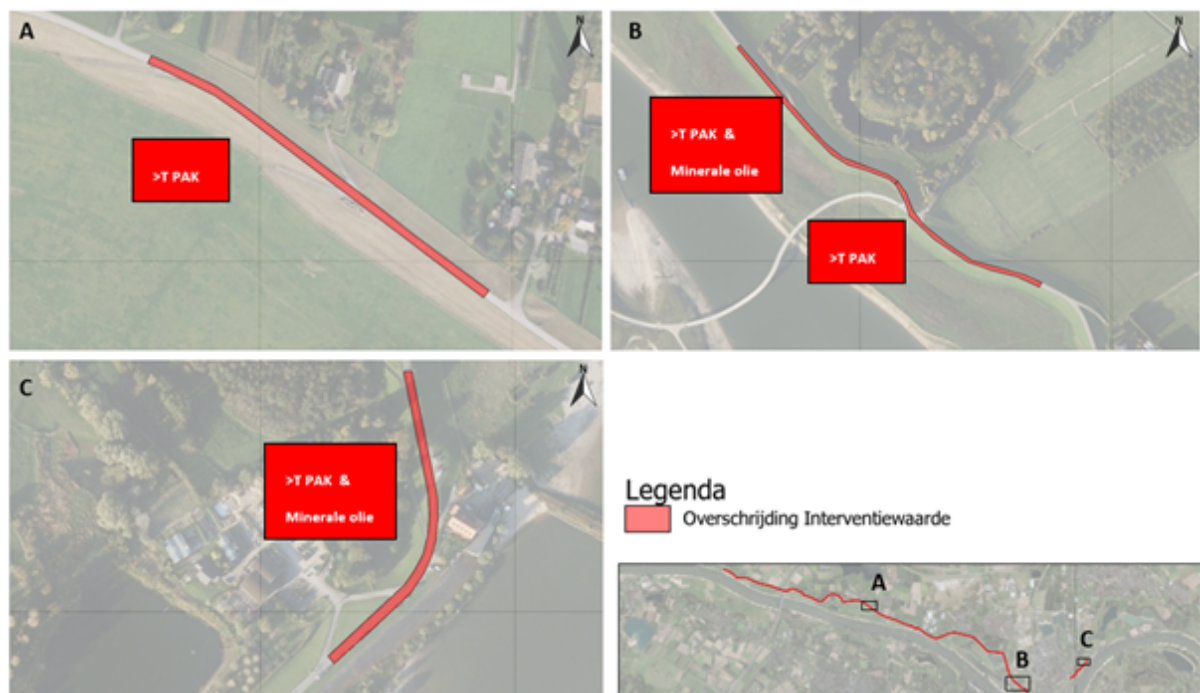 A
N
>T PAK
B
N
>T PAK &
Minerale olie
>T PAK
C
N
>T PAK &
Minerale olie
Legenda
Overschrijding Interventiewaarde
A
C
B